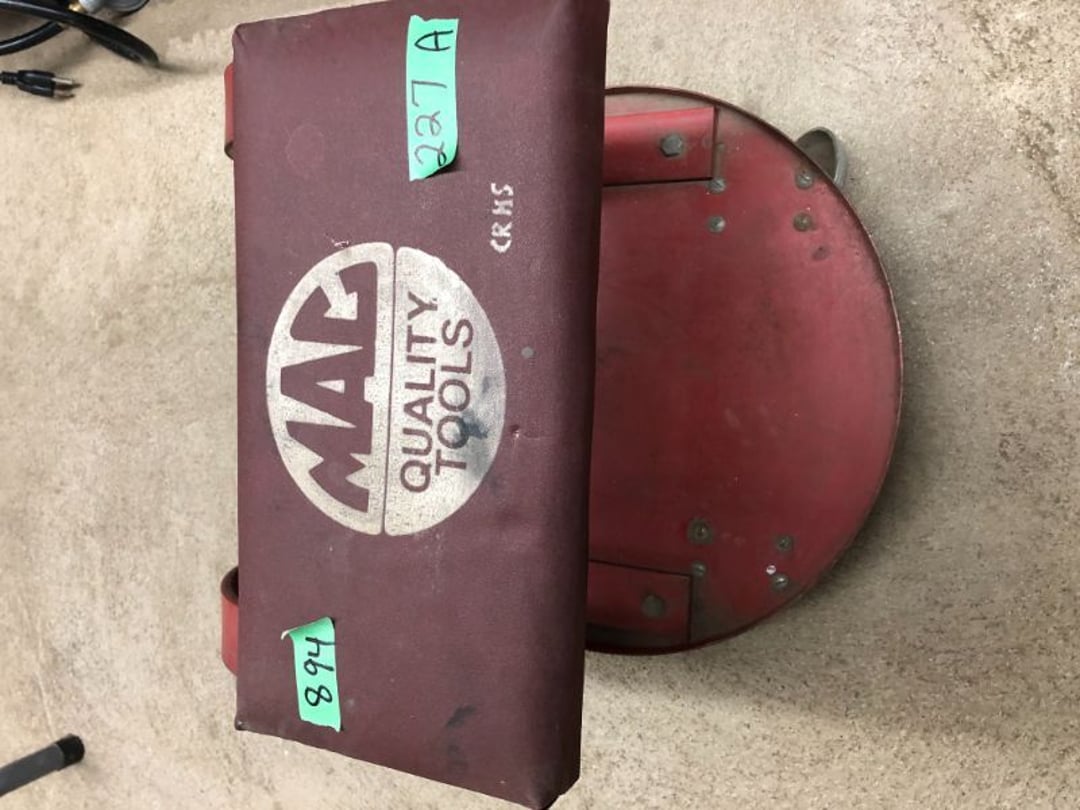 227 A
CRHS
MAC
QUALITY
TOOLS
894